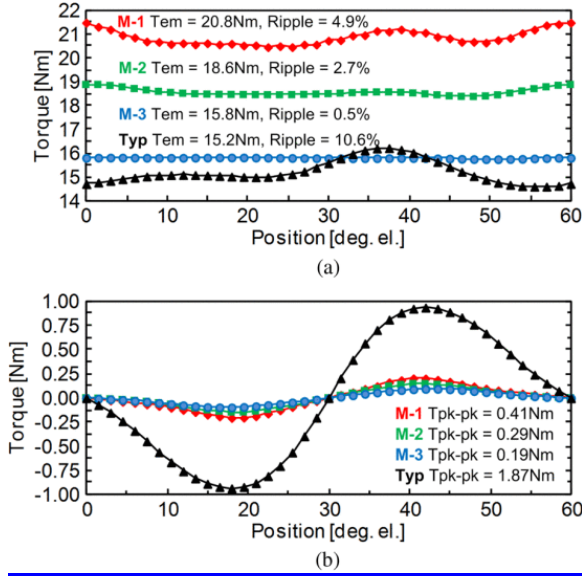 22
21
20
19
18
17
16
15
14
Torque [Nm]
M-1 Tem = 20.8Nm, Ripple = 4.9%
M-2 Tem = 18.6Nm, Ripple = 2.7%
M-3 Tem = 15.8Nm, Ripple = 0.5%
Typ Tem = 15.2Nm, Ripple = 10.6%
0 10 20 30 40 50 60
Position [deg. el.]
(a)
1.00
0.75
0.50
0.25
0.00
-0.25
-0.50
-0.75
-1.00
Torque [Nm]
M-1 Tpk-pk = 0.41Nm
M-2 Tpk-pk = 0.29Nm
M-3 Tpk-pk = 0.19Nm
Typ Tpk-pk = 1.87Nm
0 10 20 30 40 50 60
Position [deg. el.]
(b)